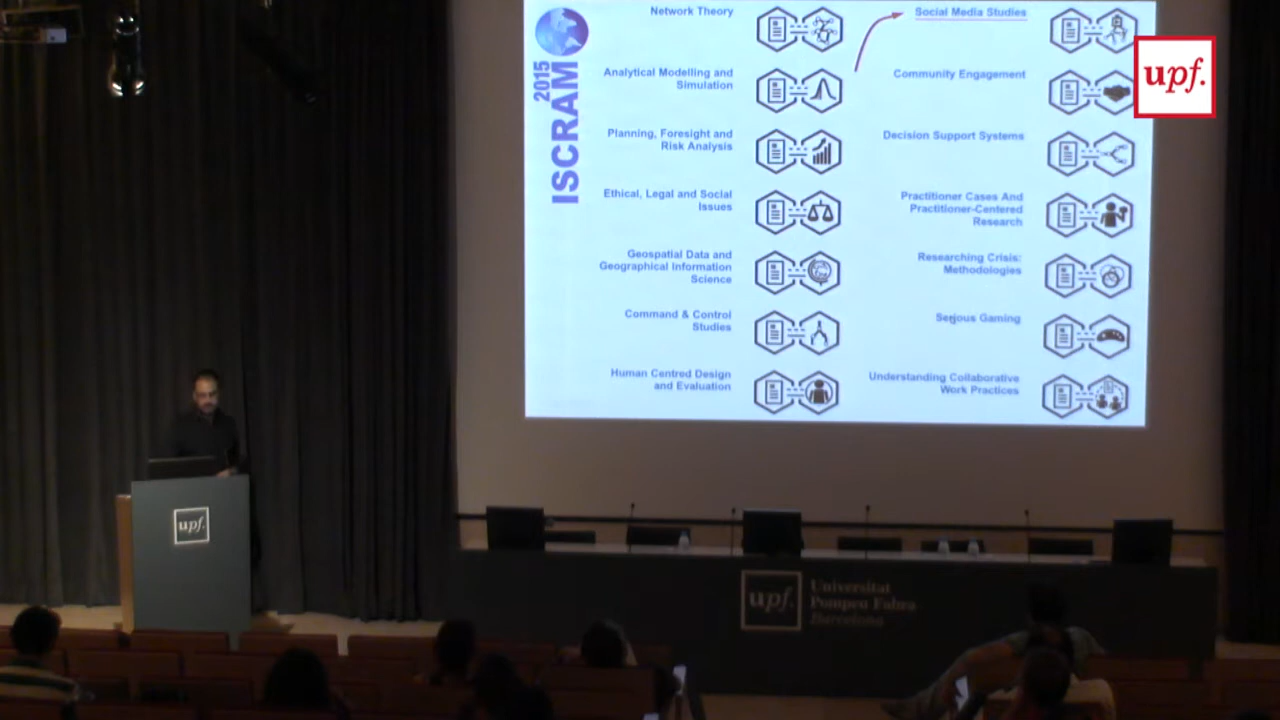 2015
ISCRAM
Network Theory
Analytical Modelling and
Simulation
Planning, Foresight and
Risk Analysis
Ethical, Legal and Social
Issues
Geospatial Data and
Geographical Information
Science
Command & Control
Studies
Human Centred Design
and Evaluation
Social Media Studies
Community Engagement
Decision Support Systems
Practitioner Cases And
Practitioner-Centered
Research
Researching Crisis:
Methodologies
Serious Gaming
Understanding Collaborative
Work Practices
upf.
upf.
upf.
Universitat
Pompeu Fabra
Barcelona